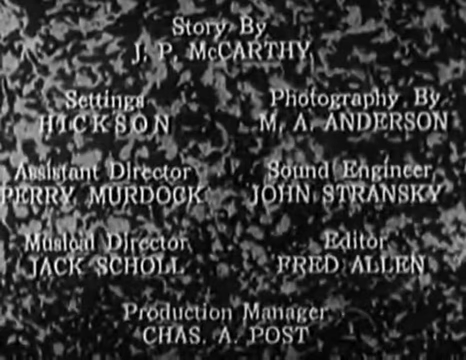 Story By
J. P. McCARTHY
Settings
HICKSON
Photography By
M. A. ANDERSON
Assistant Director
PERRY MURDOCK
Sound Engineer
JOHN STRANSKY
Musical Director
JACK SCHOLL
Editor
FRED ALLEN
Production Manager
CHAS. A. POST